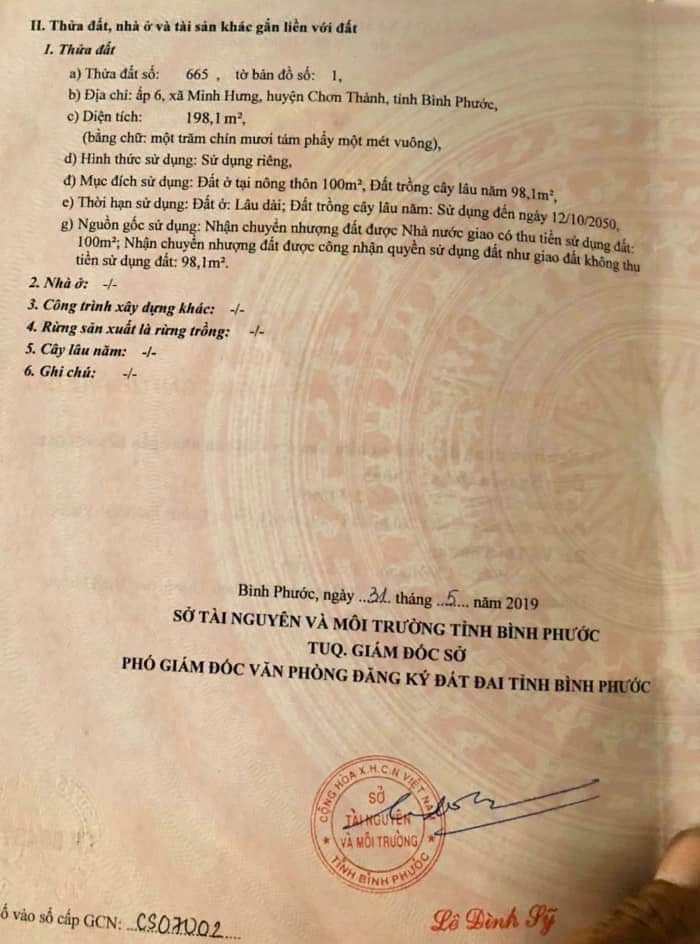 II. Thửa đất, nhà ở và tài sản khác gắn liền với đất
1. Thửa đất
a) Thửa đất số: 665 , tờ bản đồ số: 1,
b) Địa chỉ: ấp 6, xã Minh Hưng, huyện Chơn Thành, tỉnh Bình Phước,
c) Diện tích: 198,1m²,
(bằng chữ: một trăm chín mươi tám phẩy một mét vuông),
d) Hình thức sử dụng: Sử dụng riêng,
đ) Mục đích sử dụng: Đất ở tại nông thôn 100m², Đất trồng cây lâu năm 98,1m²,
e) Thời hạn sử dụng: Đất ở: Lâu dài; Đất trồng cây lâu năm: Sử dụng đến ngày 12/10/2050,
g) Nguồn gốc sử dụng: Nhận chuyển nhượng đất được Nhà nước giao có thu tiền sử dụng đất:
100m²; Nhận chuyển nhượng đất được công nhận quyền sử dụng đất như giao đất không thu
tiền sử dụng đất: 98,1m².
2. Nhà ở: -/-
3. Công trình xây dựng khác: -/-
4. Rừng sản xuất là rừng trồng: -/-
5. Cây lâu năm: -/-
6. Ghi chú: -/-
Bình Phước, ngày ..31. tháng ..5... năm 2019
SỞ TÀI NGUYÊN VÀ MÔI TRƯỜNG TỈNH BÌNH PHƯỚC
TUQ. GIÁM ĐỐC SỞ
PHÓ GIÁM ĐỐC VĂN PHÒNG ĐĂNG KÝ ĐẤT ĐAI TỈNH BÌNH PHƯỚC
CỘNG HÒA X.H.C.N VIỆT NAM
SỞ
TÀI NGUYÊN
VÀ MÔI TRƯỜNG
TỈNH BÌNH PHƯỚC
ố vào sổ cấp GCN:
Lê Đình Sỹ